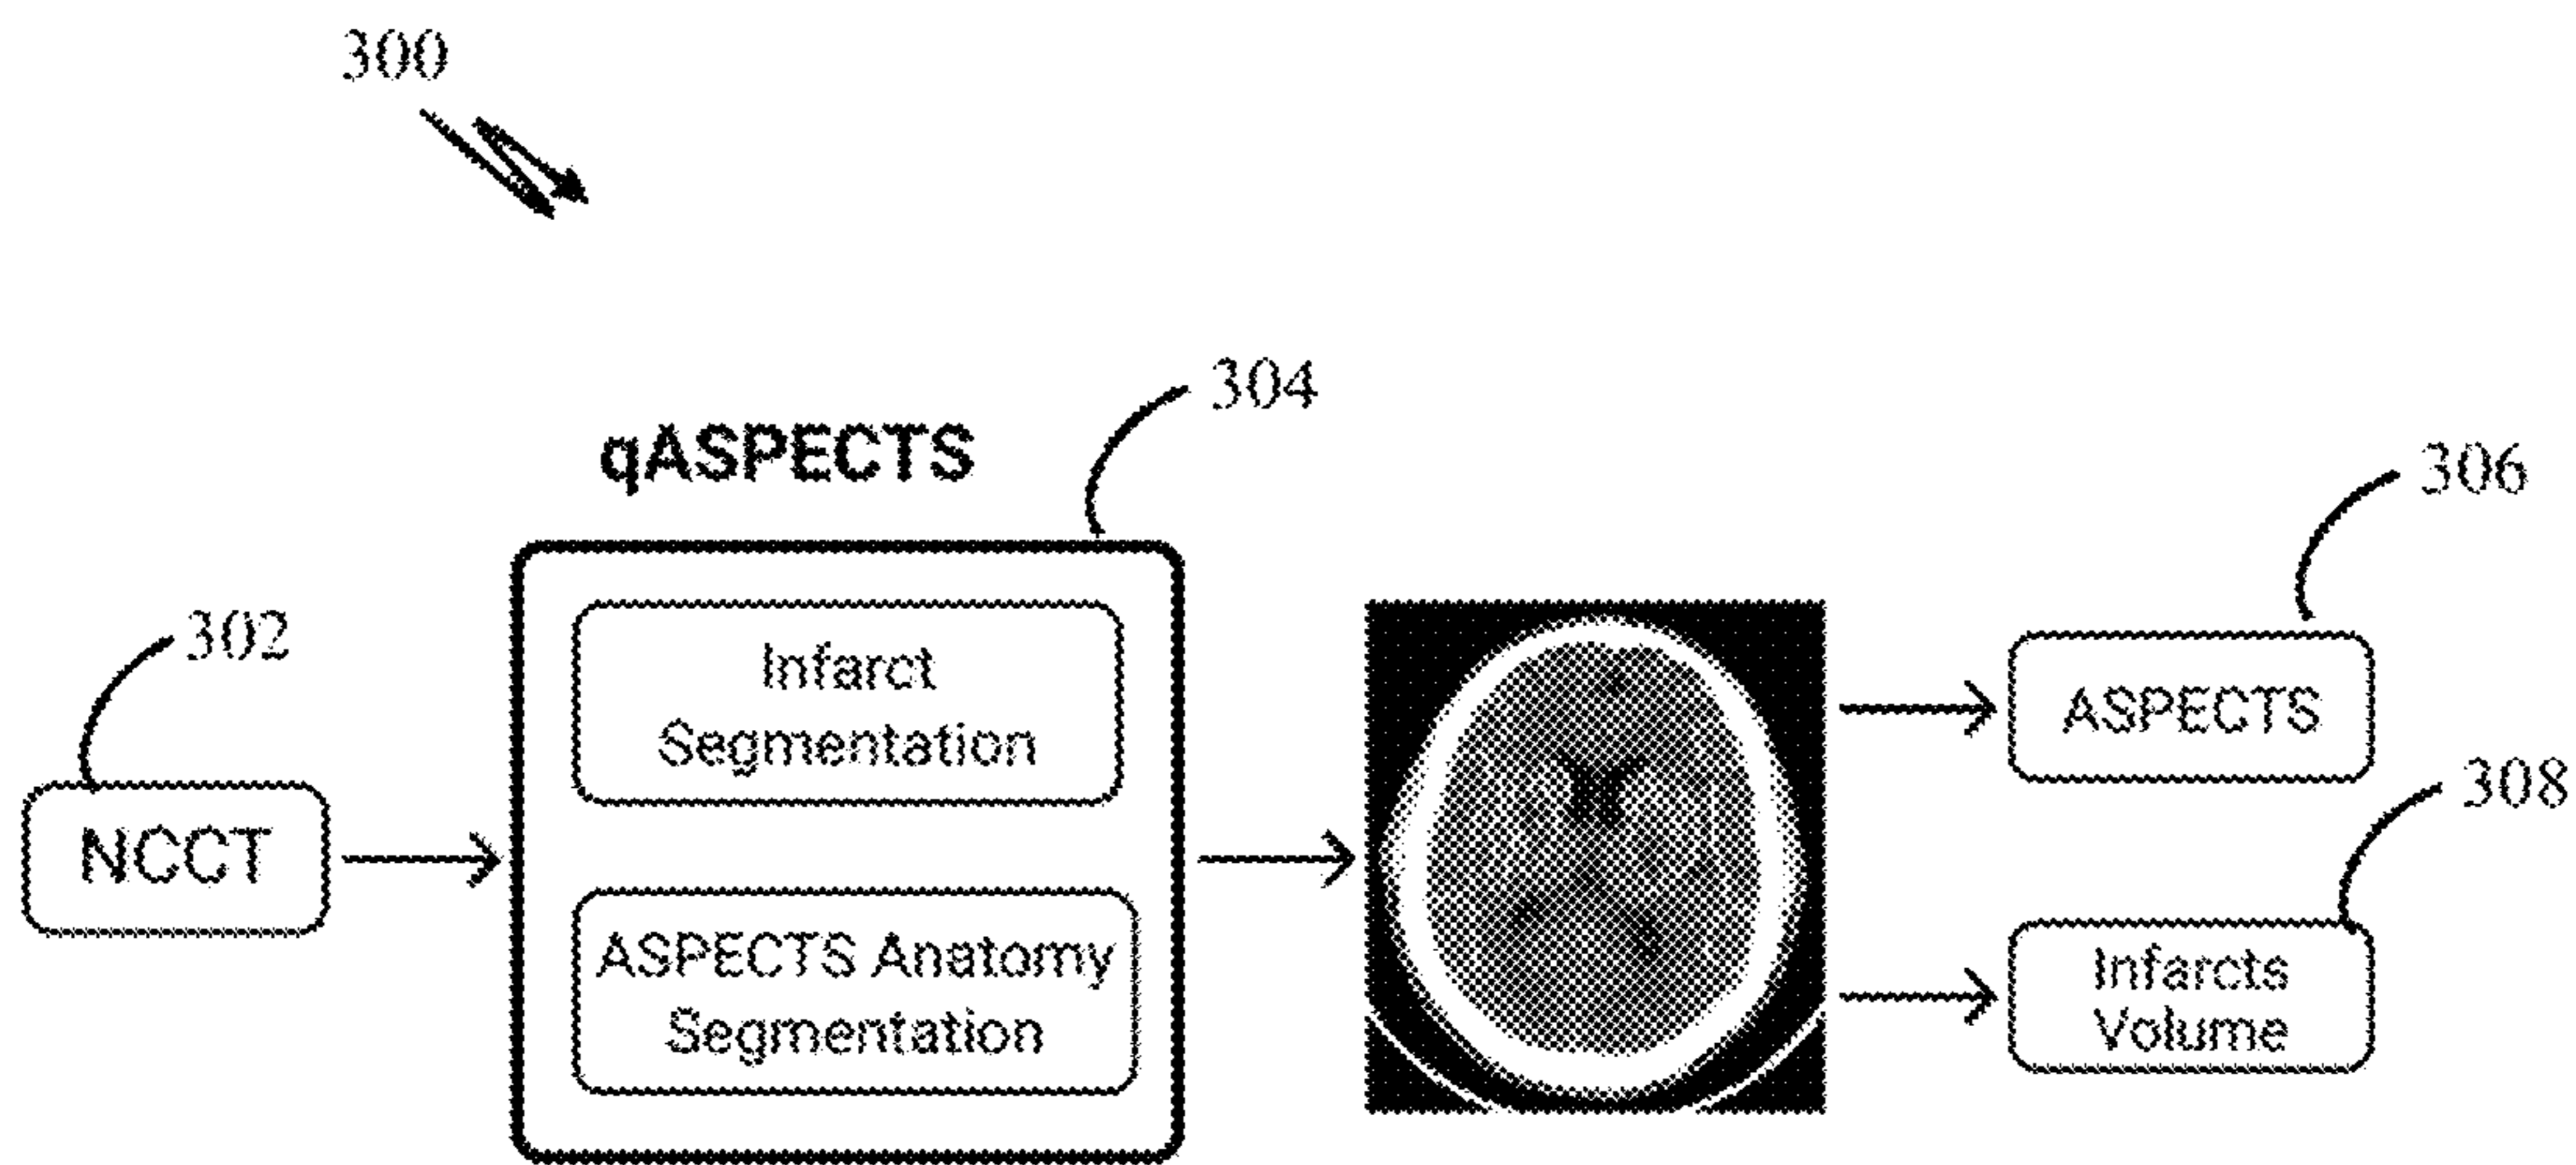 300
304
qASPECTS
306
302
Infarct
Segmentation
ASPECTS
308
NCCT
ASPECTS Anatomy
Segmentation
Infarcts
Volume